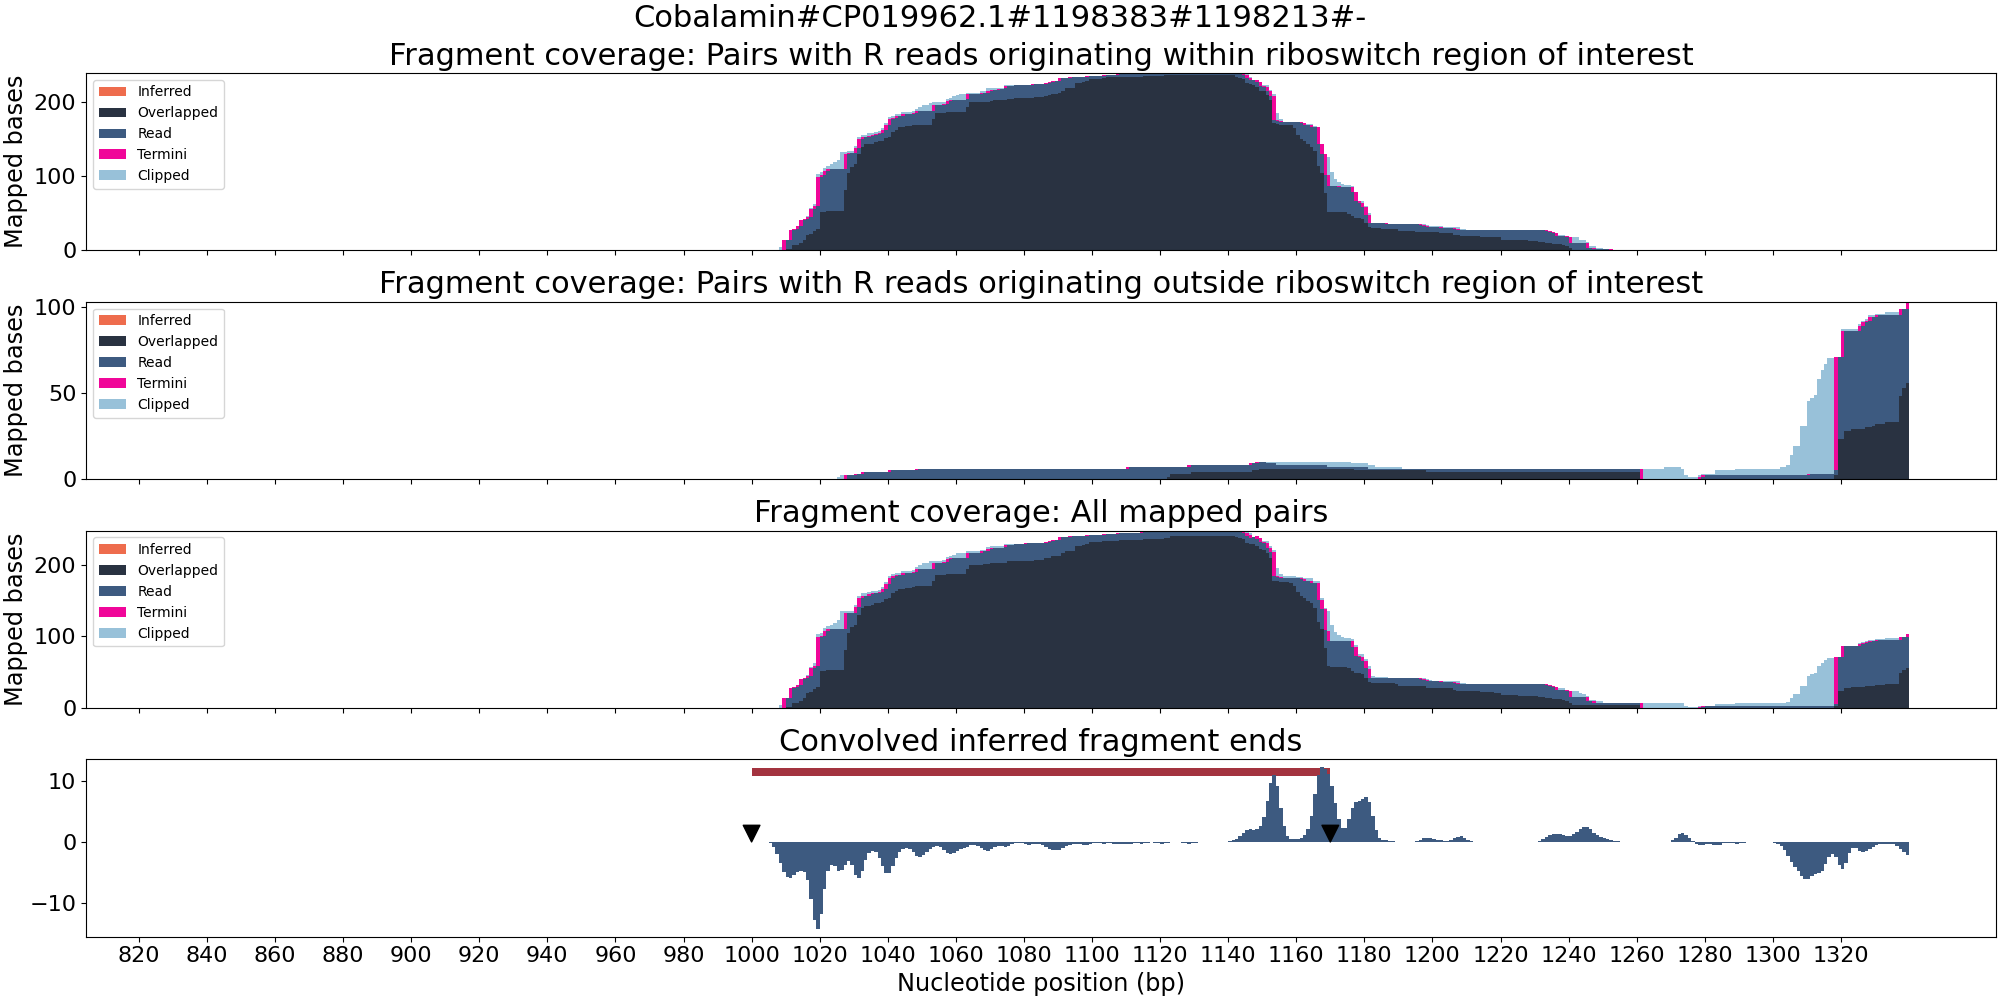 Cobalamin#CP019962.1#1198383#1198213#-
Fragment coverage: Pairs with R reads originating within riboswitch region of interest
Mapped bases
200
100
0
Inferred
Overlapped
Read
Termini
Clipped
Fragment coverage: Pairs with R reads originating outside riboswitch region of interest
Mapped bases
100
50
0
Inferred
Overlapped
Read
Termini
Clipped
Fragment coverage: All mapped pairs
Mapped bases
200
100
0
Inferred
Overlapped
Read
Termini
Clipped
Convolved inferred fragment ends
10
0
−10
820 840 860 880 900 920 940 960 980 1000 1020 1040 1060 1080 1100 1120 1140 1160 1180 1200 1220 1240 1260 1280 1300 1320
Nucleotide position (bp)